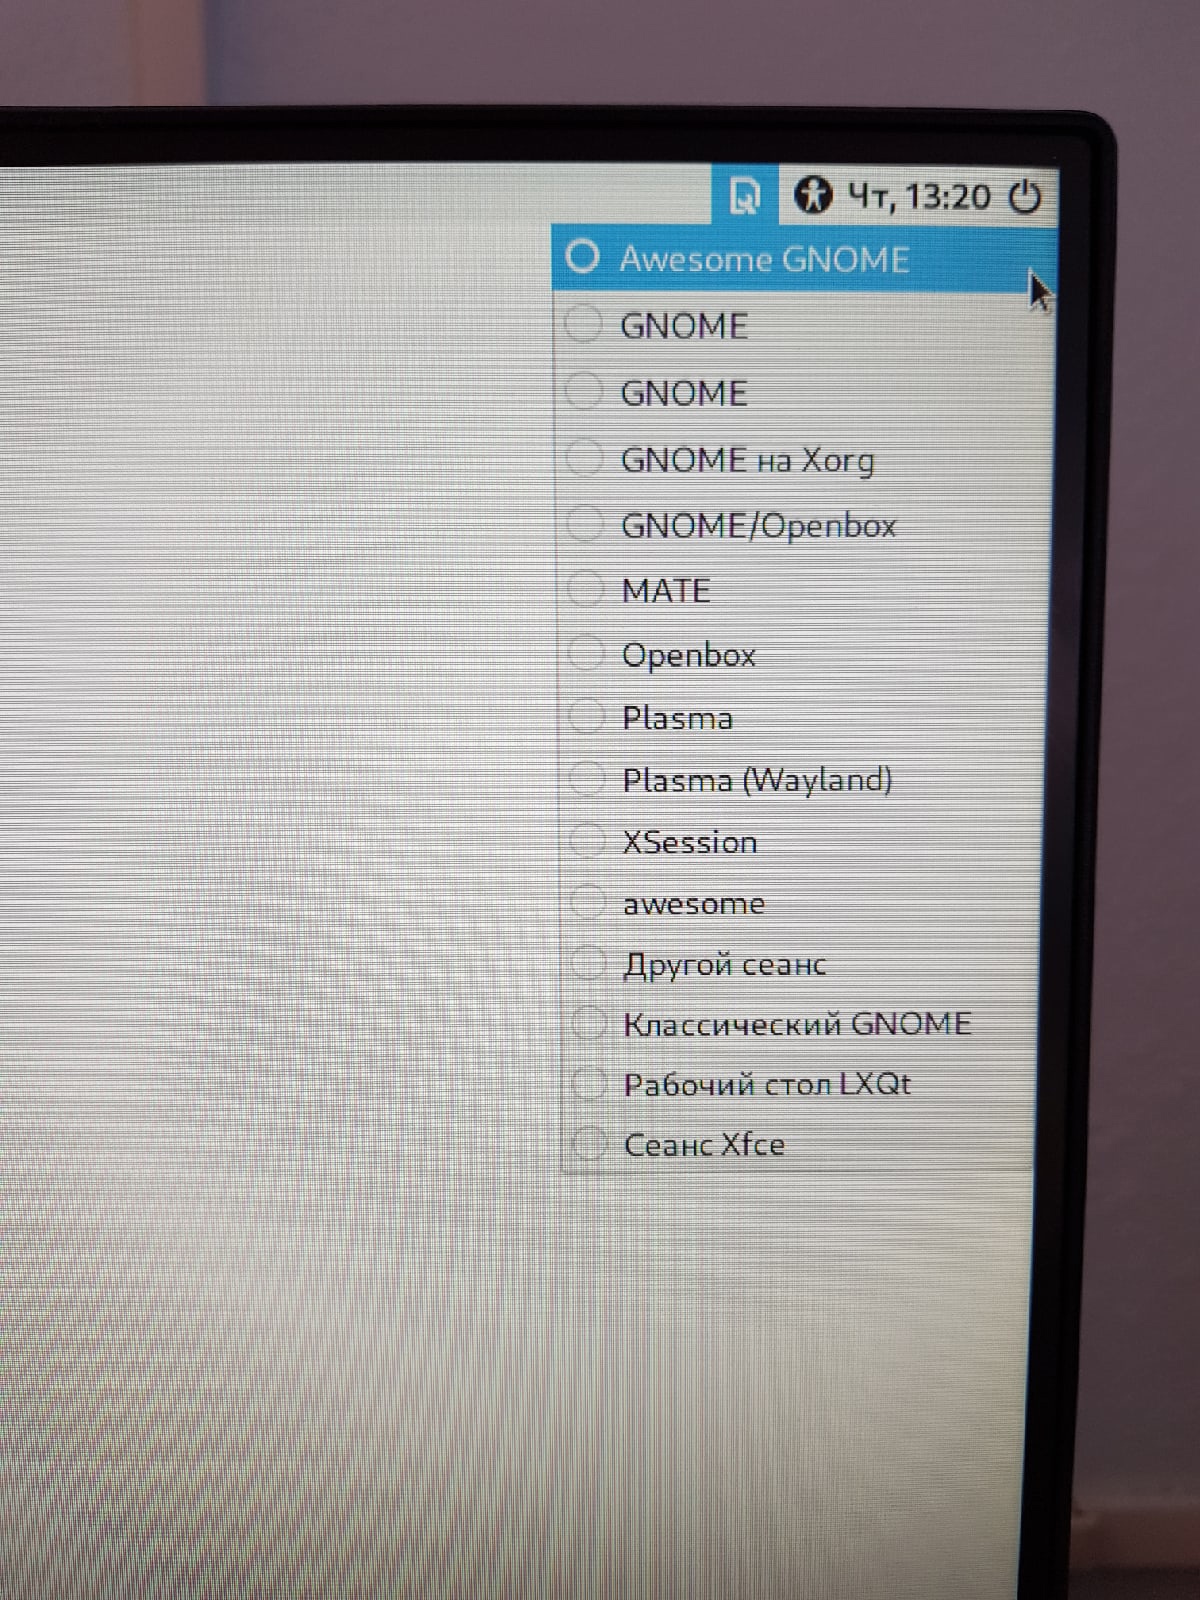 Чт, 13:20
Awesome GNOME
GNOME
GNOME
GNOME на Xorg
GNOME/Openbox
MATE
Openbox
Plasma
Plasma (Wayland)
XSession
awesome
Другой сеанс
Классический GNOME
Рабочий стол LXQt
Сеанс Xfce